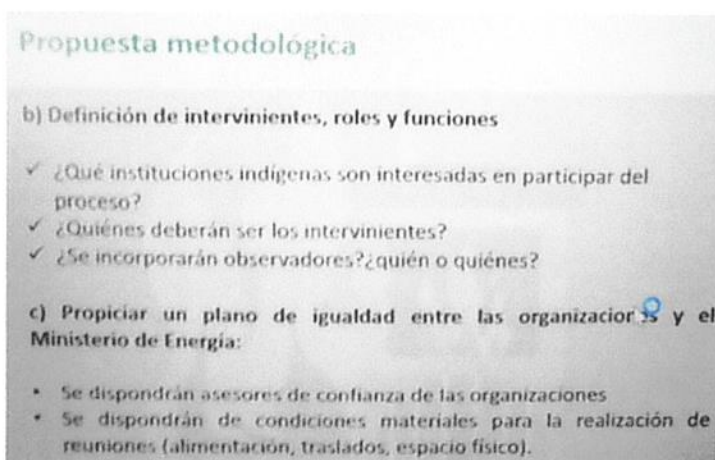 Propuesta metodológica
b) Definición de intervinientes, roles y funciones
✓ ¿Qué instituciones indígenas son interesadas en participar del
proceso?
✓ ¿Quiénes deberán ser los intervinientes?
✓ ¿Se incorporarán observadores?¿quién o quiénes?
c) Propiciar un plano de igualdad entre las y el
Ministerio de Energía:
• Se dispondrán asesores de confianza de las organizaciones
• Se dispondrán de condiciones materiales para la realización de
reuniones (alimentación, traslados, espacio físico).